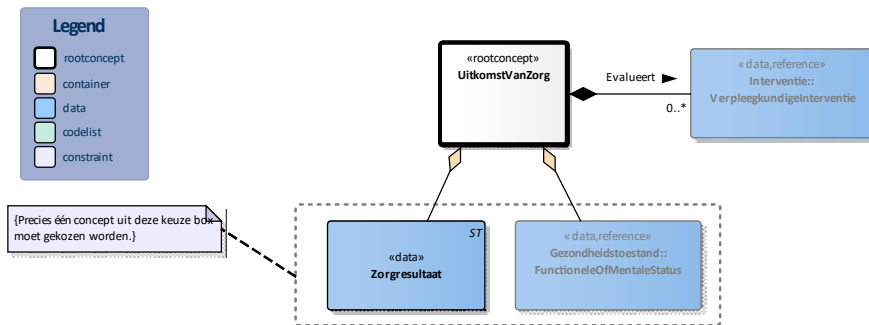 Legend
rootconcept
container
data
codelist
constraint
«rootconcept»
UitkomstVanZorg
Evalueert
0..*
«data,reference»
Interventie::
VerpleegkundigeInterventie
{Precies één concept uit deze keuze box
moet gekozen worden.}
ST
«data»
Zorgresultaat
«data,reference»
Gezondheidstoestand::
FunctioneleOfMentaleStatus